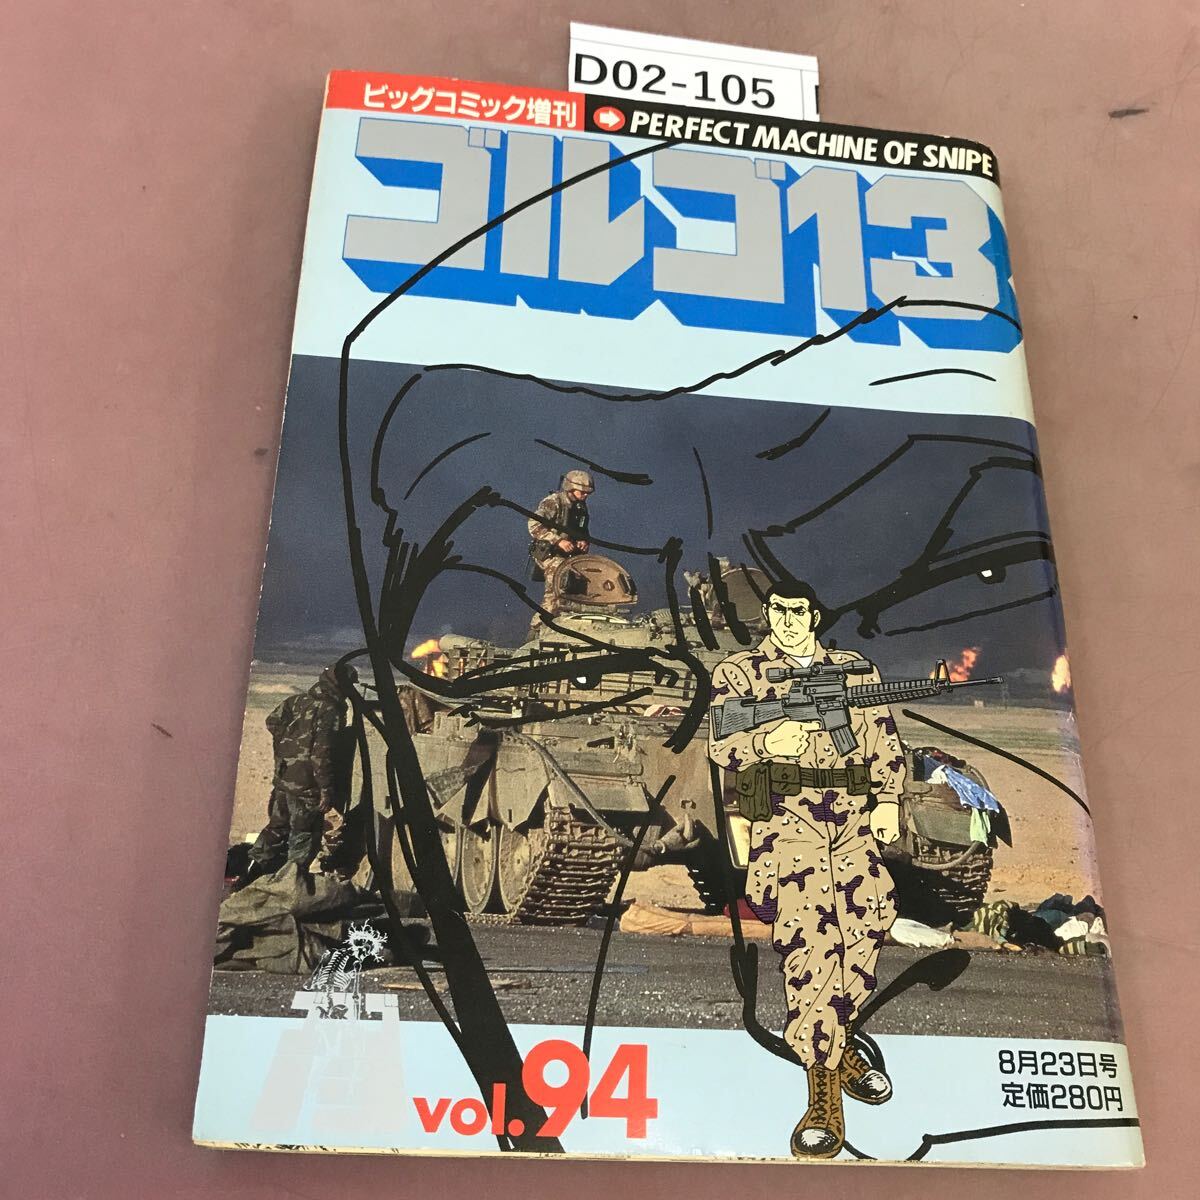 D02-105
ビッグコミック増刊
PERFECT MACHINE OF SNIPE
ゴルゴ13
vol.94
8月23日号
定価280円